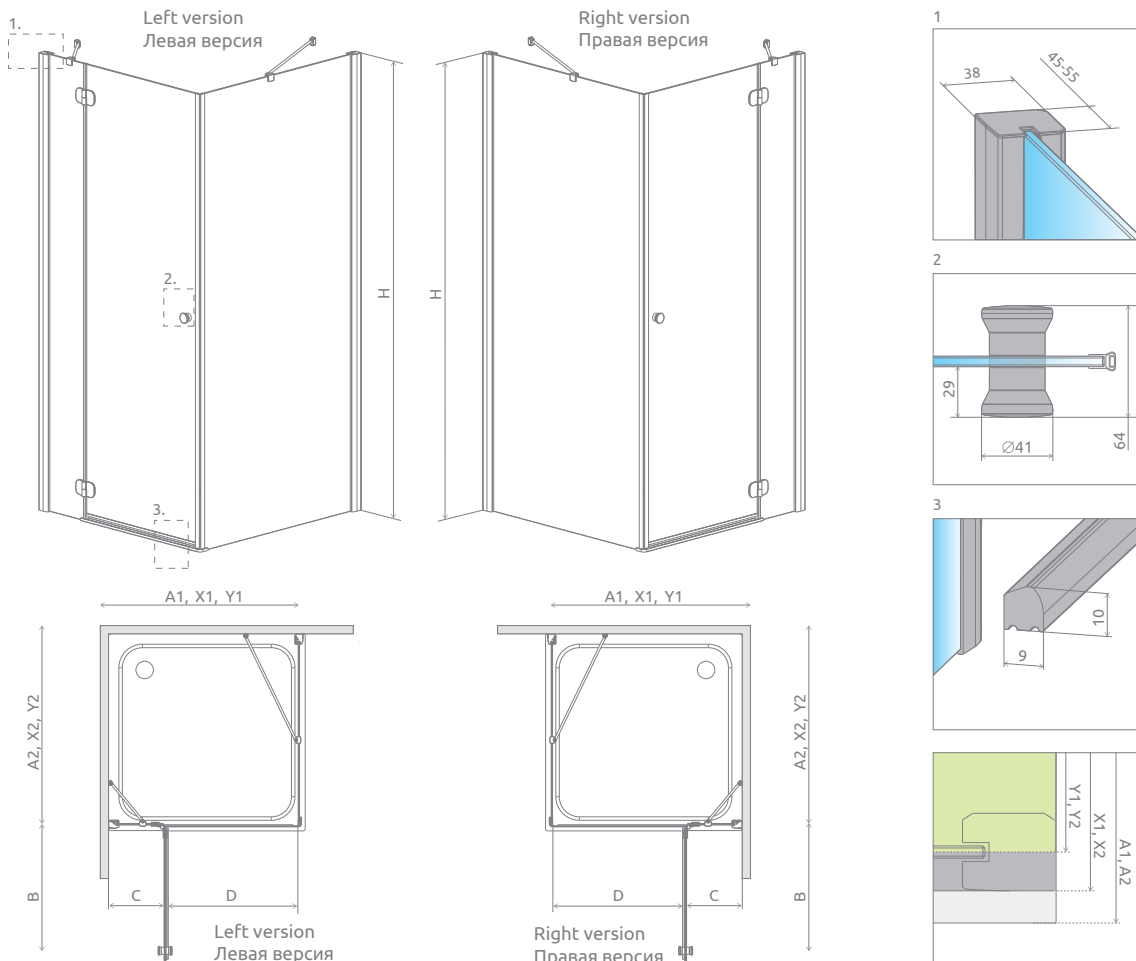 1.
Left version
Левая версия
Right version
Правая версия
2.
H
H
3.
A1, X1, Y1
A1, X1, Y1
A2, X2, Y2
A2, X2, Y2
B
B
C
D
D
C
Left version
Левая версия
Right version
Правая версия
1
38
45-55
2
29
64
∅41
3
10
9
Y1, Y2
X1, X2
A1, A2